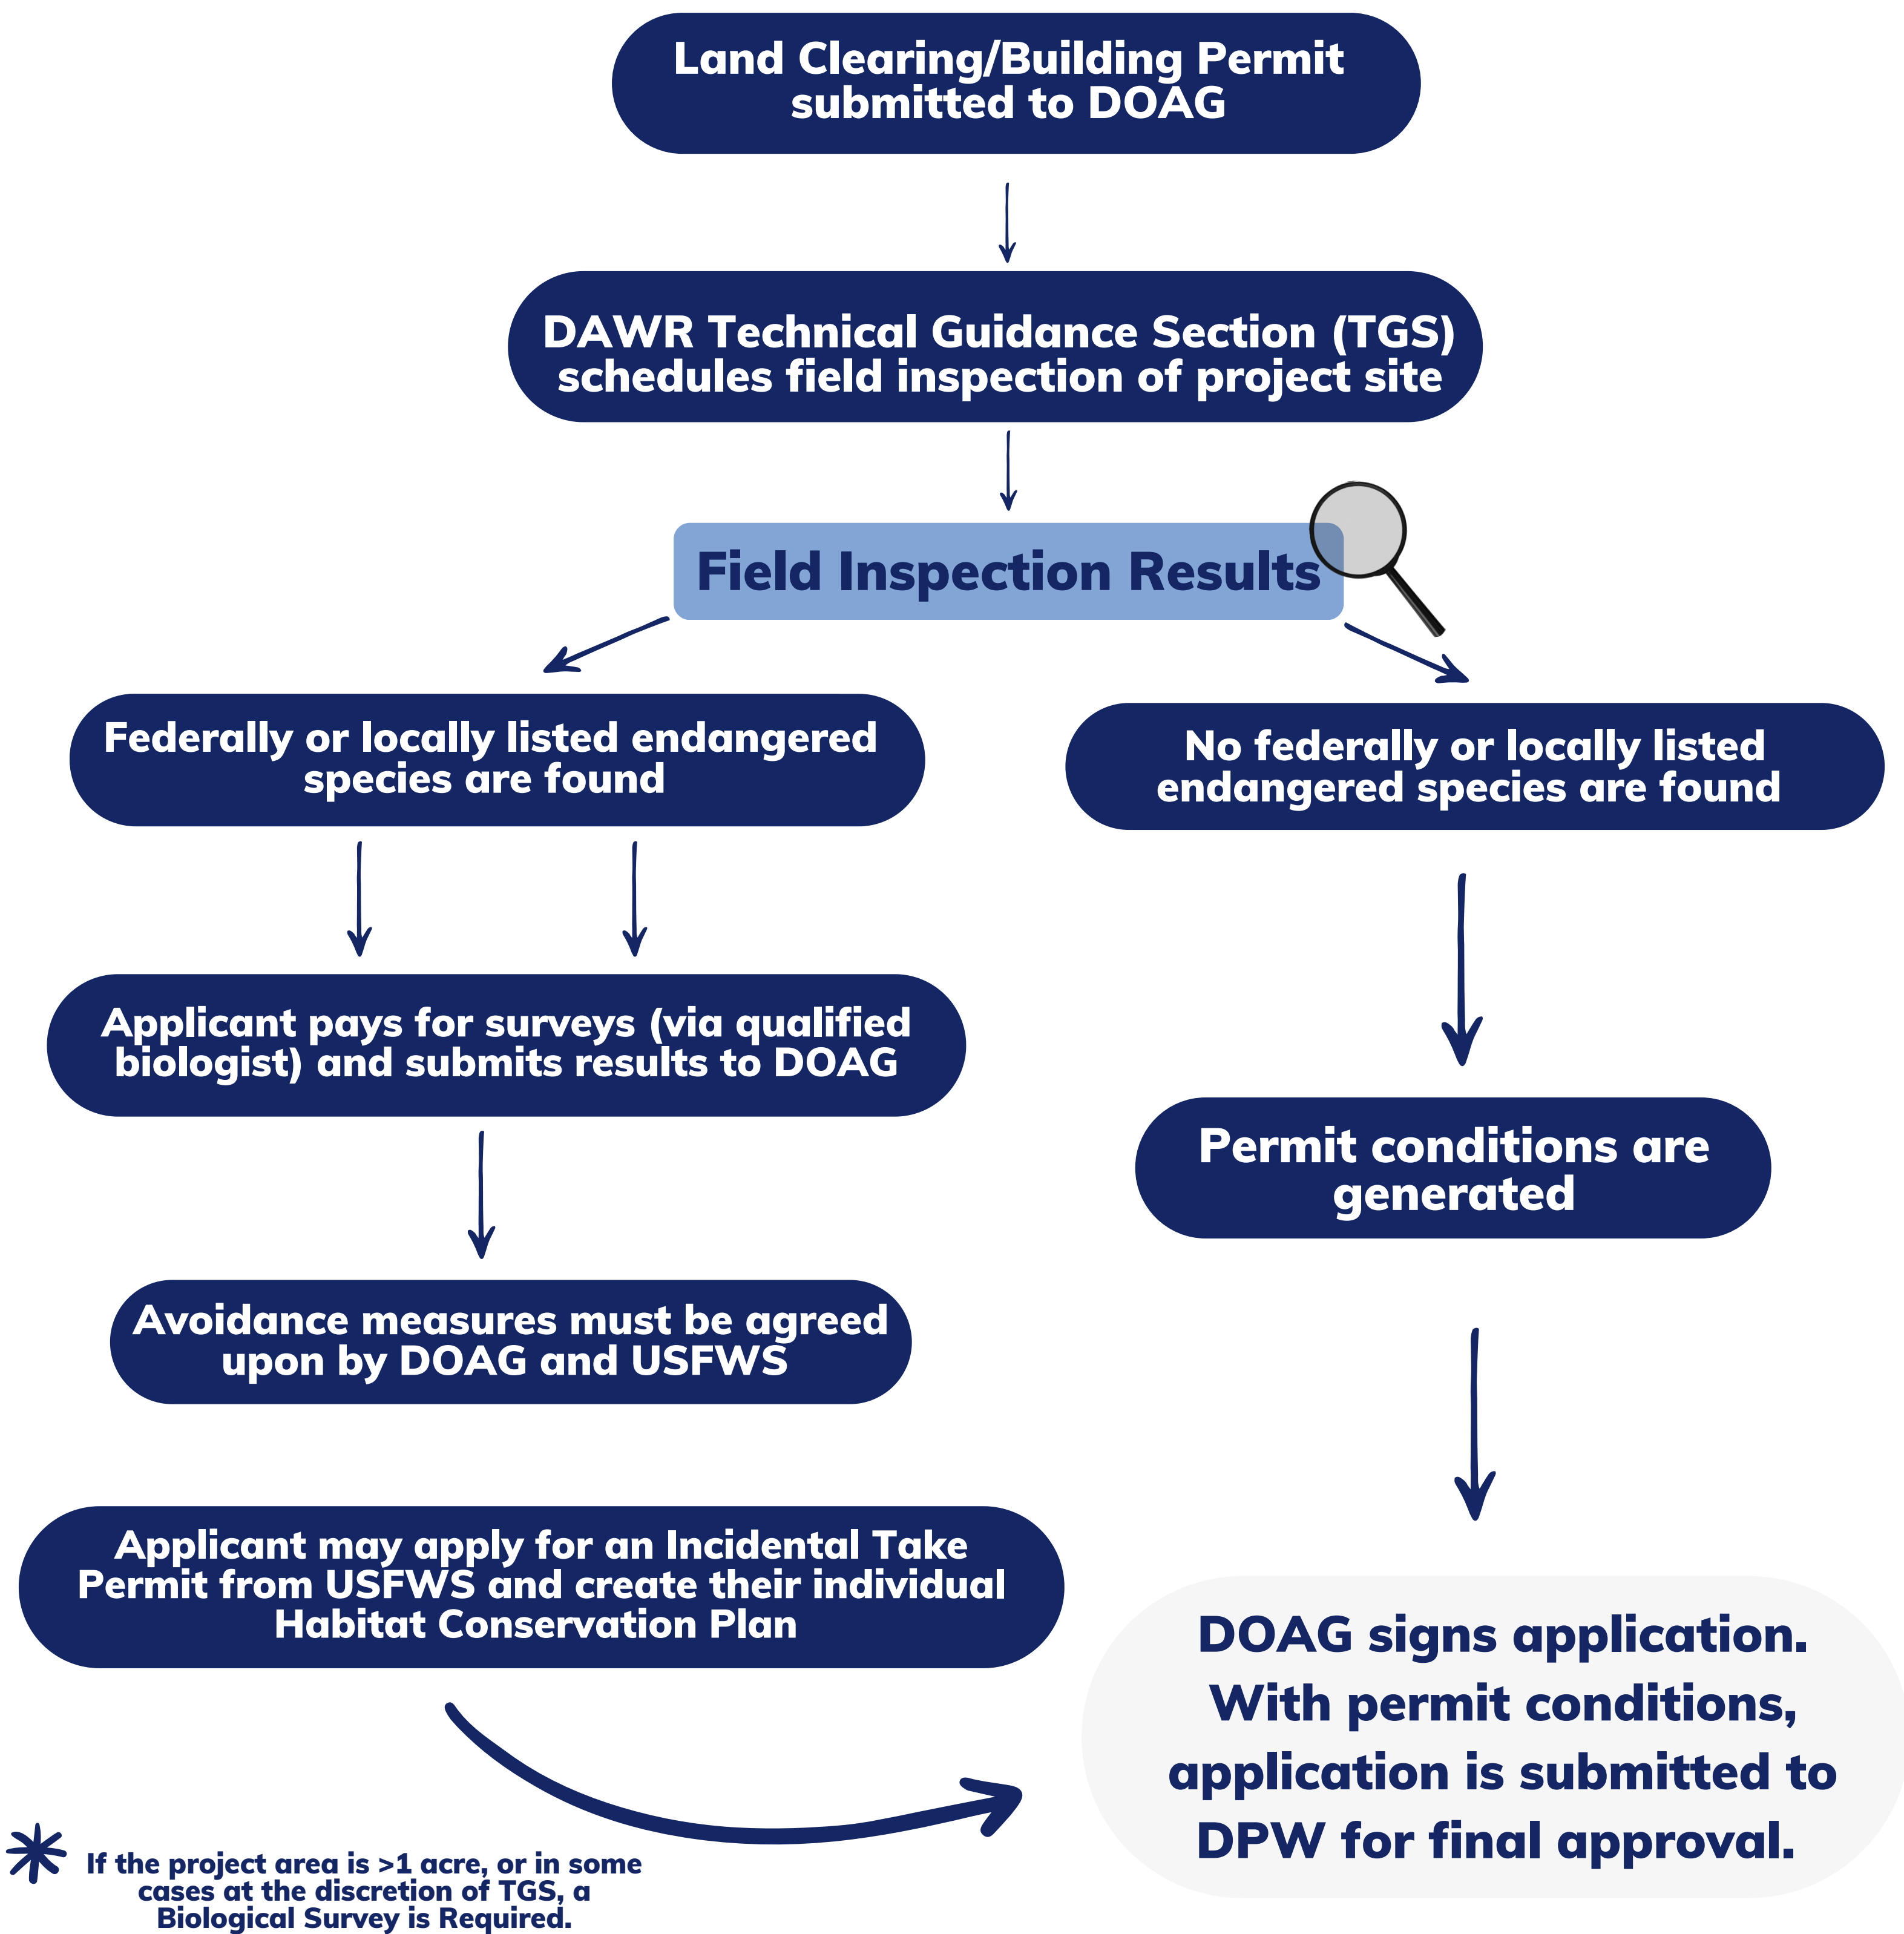 Land Clearing/Building Permit
submitted to DOAG
DAWR Technical Guidance Section (TGS)
schedules field inspection of project site
Field Inspection Results
Federally or locally listed endangered
species are found
No federally or locally listed
endangered species are found
Applicant pays for surveys (via qualified
biologist) and submits results to DOAG
Permit conditions are
generated
Avoidance measures must be agreed
upon by DOAG and USFWS
Applicant may apply for an Incidental Take
Permit from USFWS and create their individual
Habitat Conservation Plan
DOAG signs application.
With permit conditions,
application is submitted to
DPW for final approval.
If the project area is >1 acre, or in some
cases at the discretion of TGS, a
Biological Survey is Required.